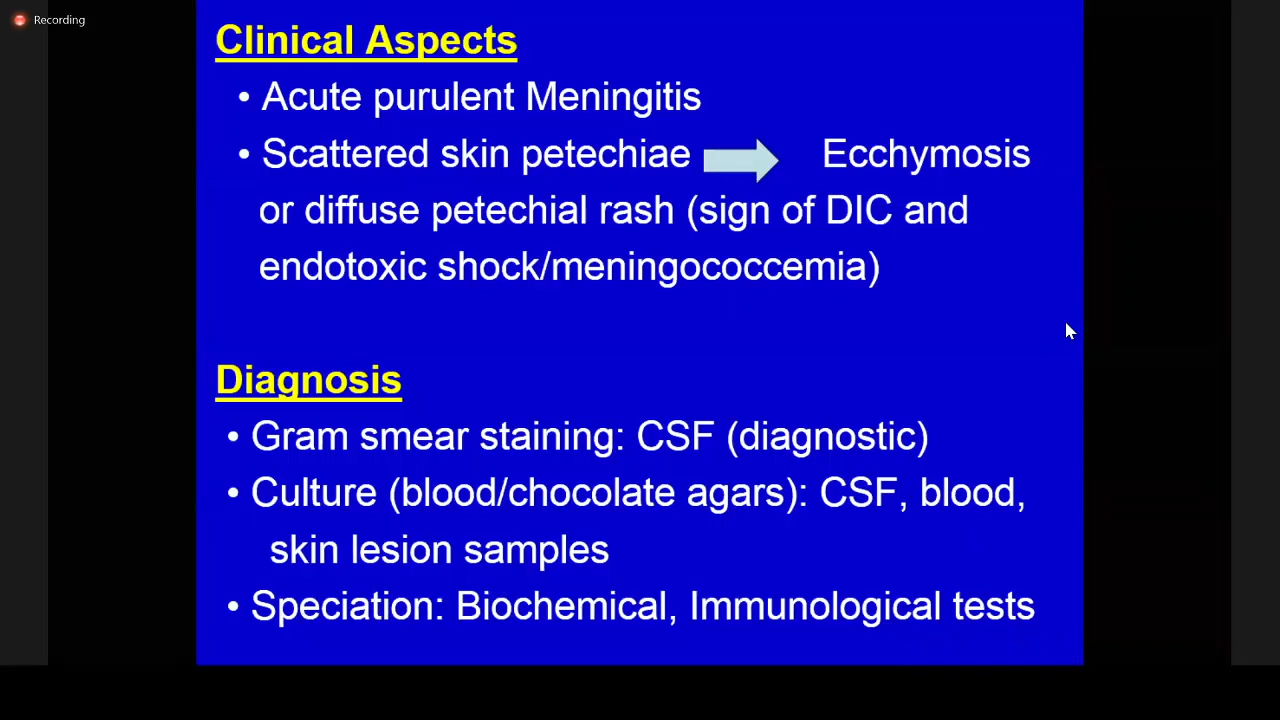 Recording
Clinical Aspects
• Acute purulent Meningitis
• Scattered skin petechiae Ecchymosis
or diffuse petechial rash (sign of DIC and
endotoxic shock/meningococcemia)
Diagnosis
• Gram smear staining: CSF (diagnostic)
• Culture (blood/chocolate agars): CSF, blood,
skin lesion samples
• Speciation: Biochemical, Immunological tests